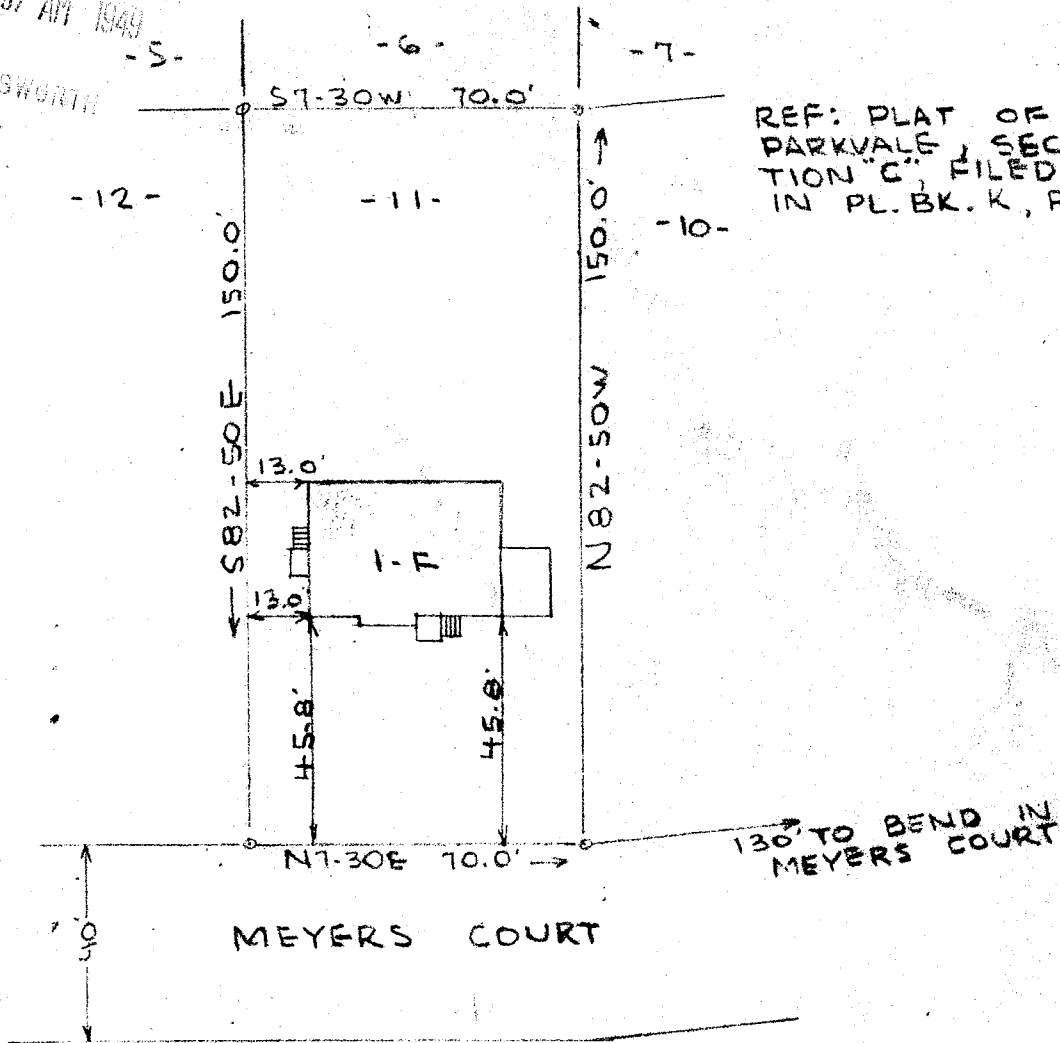 AM 1949
-5-
-6-
-7-
S7-30W 70.0'
REF: PLAT OF
PARKVALE, SEC
TION "C", FILED
IN PL. BK. K, P
-12-
-11-
-10-
150.0'
150.0'
S82-50E
N82-50W
13.0'
1-F
13.0'
45.8'
45.8'
N7-30E 70.0'
130' TO BEND IN
MEYERS COURT
40'
MEYERS COURT